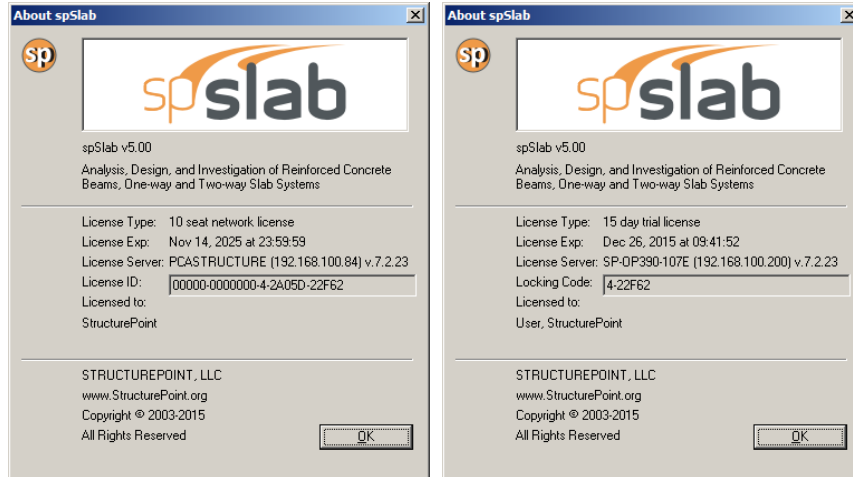 About spSlab
sp
spslab
spSlab v5.00
Analysis, Design, and Investigation of Reinforced Concrete
Beams, One-way and Two-way Slab Systems
License Type: 10 seat network license
License Exp: Nov 14, 2025 at 23:59:59
License Server: PCASTRUCTURE (192.168.100.84) v.7.2.23
License ID: 00000-0000000-4-2A05D-22F62
Licensed to:
StructurePoint
STRUCTUREPOINT, LLC
www.StructurePoint.org
Copyright © 2003-2015
All Rights Reserved
OK
About spSlab
sp
spslab
spSlab v5.00
Analysis, Design, and Investigation of Reinforced Concrete
Beams, One-way and Two-way Slab Systems
License Type: 15 day trial license
License Exp: Dec 26, 2015 at 09:41:52
License Server: SP-OP390-107E (192.168.100.200) v.7.2.23
Locking Code: 4-22F62
Licensed to:
User, StructurePoint
STRUCTUREPOINT, LLC
www.StructurePoint.org
Copyright © 2003-2015
All Rights Reserved
OK